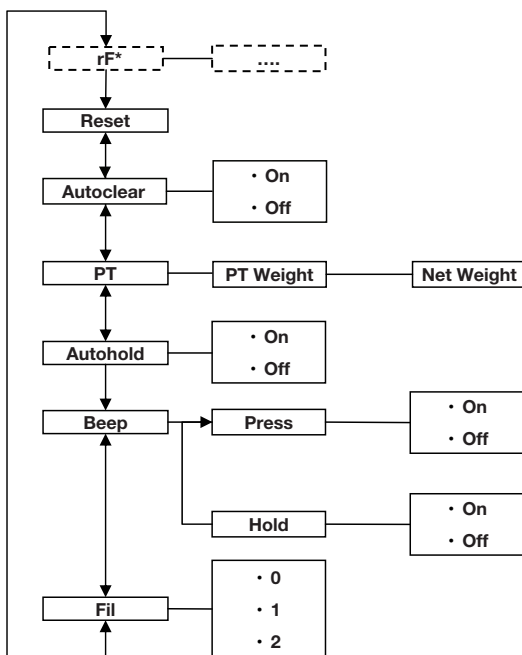 rF*
....
Reset
Autoclear
・ On
・ Off
PT
PT Weight
Net Weight
Autohold
・ On
・ Off
Beep
Press
・ On
・ Off
Hold
・ On
・ Off
Fil
・ 0
・ 1
・ 2